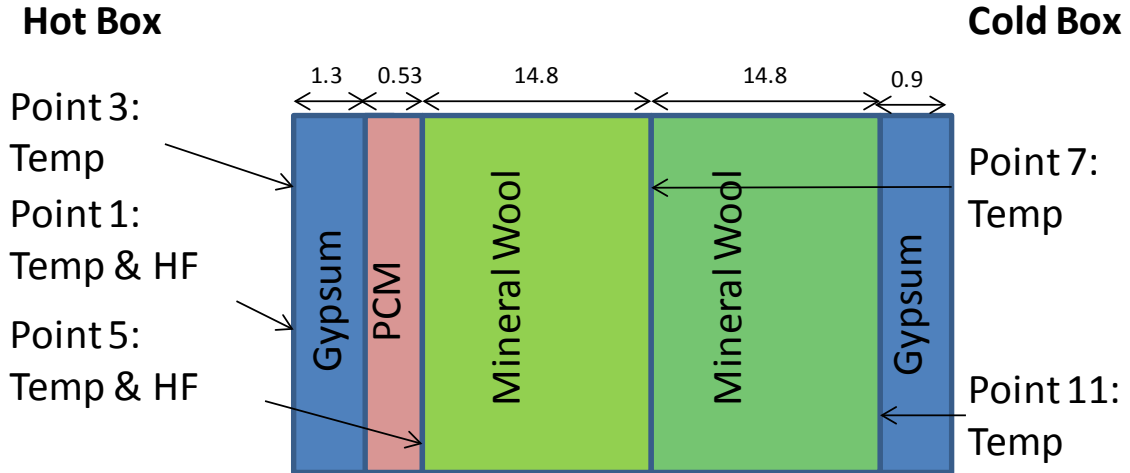 Hot Box
Cold Box
1.3
0.53
14.8
14.8
0.9
Point 3:
Temp
Point 1:
Temp & HF
Point 5:
Temp & HF
Gypsum
PCM
Mineral Wool
Mineral Wool
Gypsum
Point 7:
Temp
Point 11:
Temp